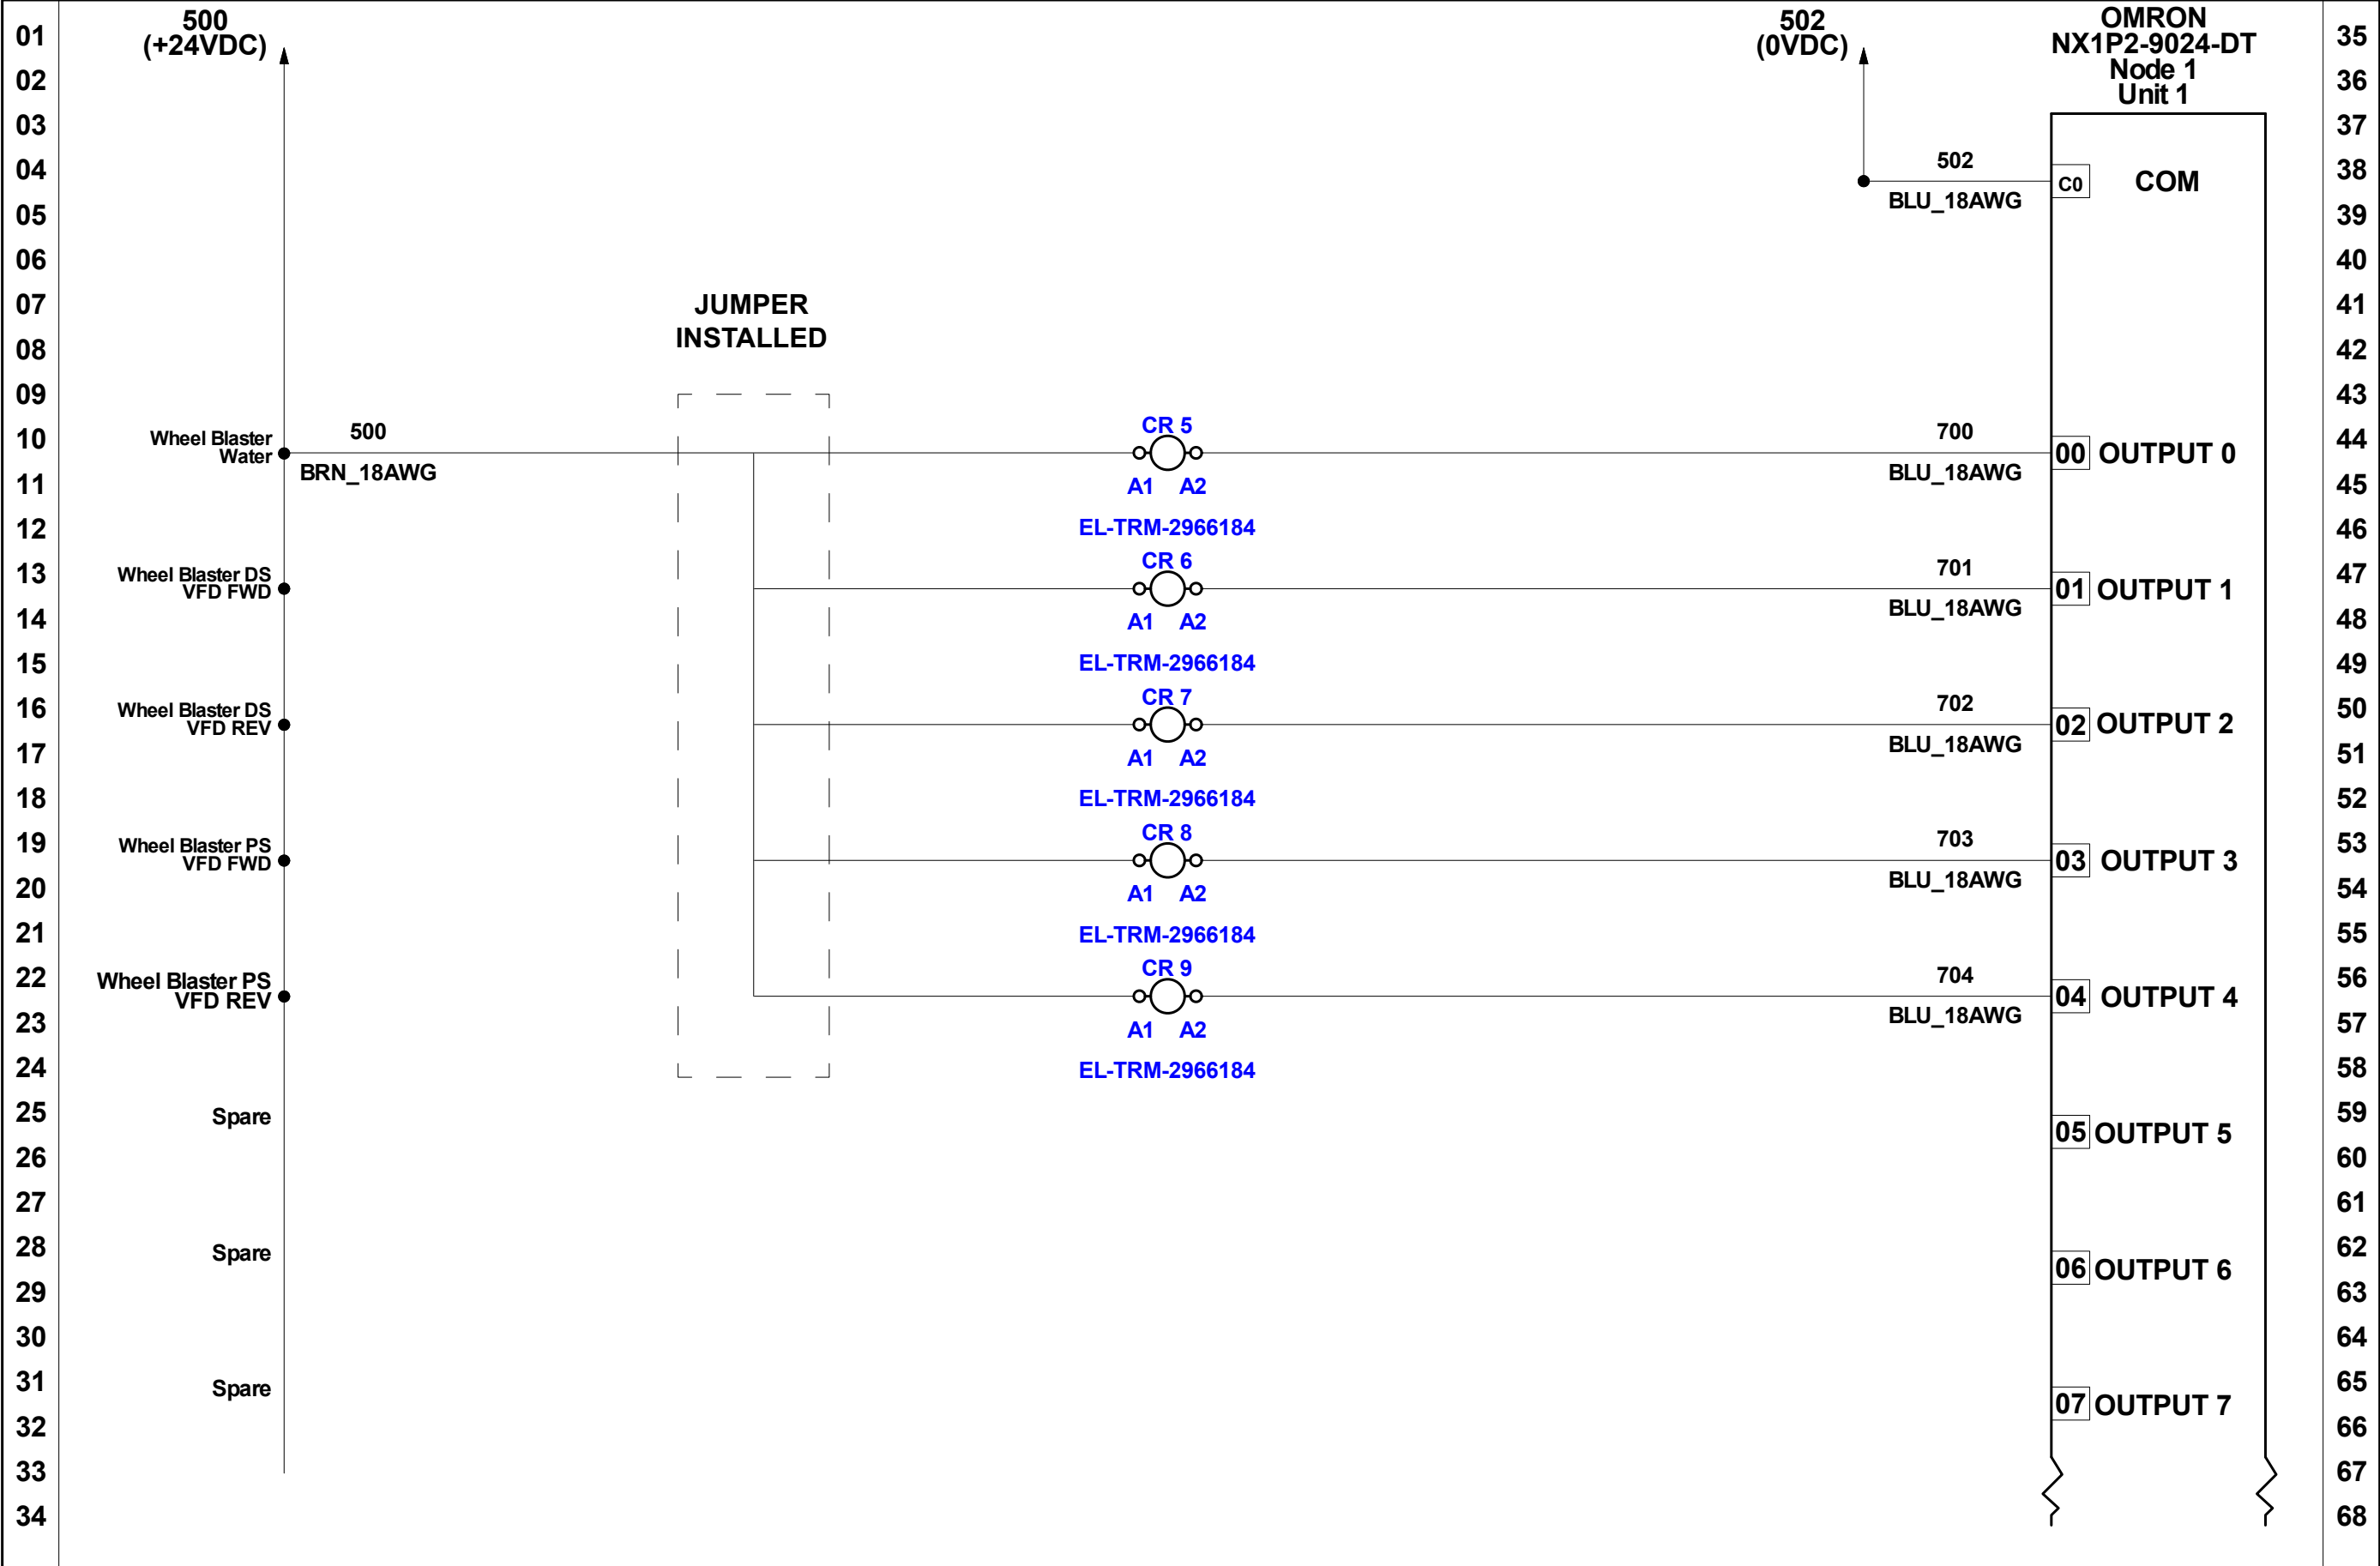 500
(+24VDC)
502
(0VDC)
OMRON
NX1P2-9024-DT
Node 1
Unit 1
01
02
03
04
05
06
07
08
09
10
11
12
13
14
15
16
17
18
19
20
21
22
23
24
25
26
27
28
29
30
31
32
33
34
502
BLU_18AWG
C0
COM
JUMPER
INSTALLED
Wheel Blaster
Water
500
BRN_18AWG
CR 5
A1 A2
EL-TRM-2966184
700
BLU_18AWG
00 OUTPUT 0
Wheel Blaster DS
VFD FWD
CR 6
A1 A2
EL-TRM-2966184
701
BLU_18AWG
01 OUTPUT 1
Wheel Blaster DS
VFD REV
CR 7
A1 A2
EL-TRM-2966184
702
BLU_18AWG
02 OUTPUT 2
Wheel Blaster PS
VFD FWD
CR 8
A1 A2
EL-TRM-2966184
703
BLU_18AWG
03 OUTPUT 3
Wheel Blaster PS
VFD REV
CR 9
A1 A2
EL-TRM-2966184
704
BLU_18AWG
04 OUTPUT 4
Spare
05 OUTPUT 5
Spare
06 OUTPUT 6
Spare
07 OUTPUT 7
35
36
37
38
39
40
41
42
43
44
45
46
47
48
49
50
51
52
53
54
55
56
57
58
59
60
61
62
63
64
65
66
67
68